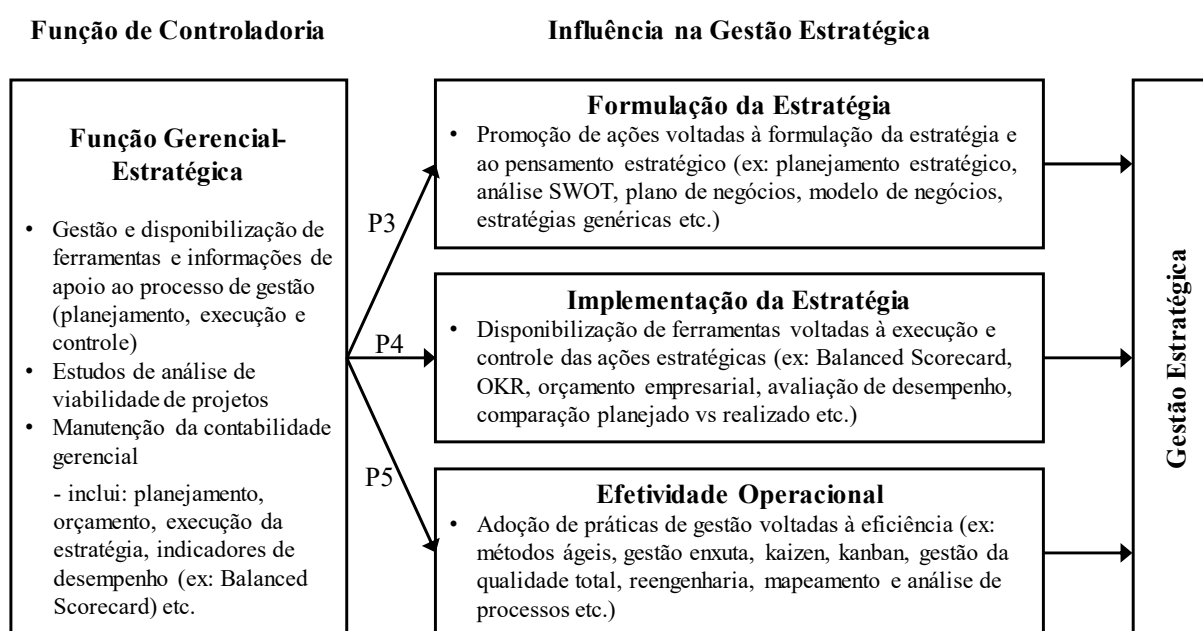 Função de Controladoria
Influência na Gestão Estratégica
Função Gerencial-
Estratégica
• Gestão e disponibilização de
ferramentas e informações de
apoio ao processo de gestão
(planejamento, execução e
controle)
• Estudos de análise de
viabilidade de projetos
• Manutenção da contabilidade
gerencial
- inclui: planejamento,
orçamento, execução da
estratégia, indicadores de
desempenho (ex: Balanced
Scorecard) etc.
P3
P4
P5
Formulação da Estratégia
• Promoção de ações voltadas à formulação da estratégia e
ao pensamento estratégico (ex: planejamento estratégico,
análise SWOT, plano de negócios, modelo de negócios,
estratégias genéricas etc.)
Implementação da Estratégia
• Disponibilização de ferramentas voltadas à execução e
controle das ações estratégicas (ex: Balanced Scorecard,
OKR, orçamento empresarial, avaliação de desempenho,
comparação planejado vs realizado etc.)
Efetividade Operacional
• Adoção de práticas de gestão voltadas à eficiência (ex:
métodos ágeis, gestão enxuta, kaizen, kanban, gestão da
qualidade total, reengenharia, mapeamento e análise de
processos etc.)
Gestão Estratégica